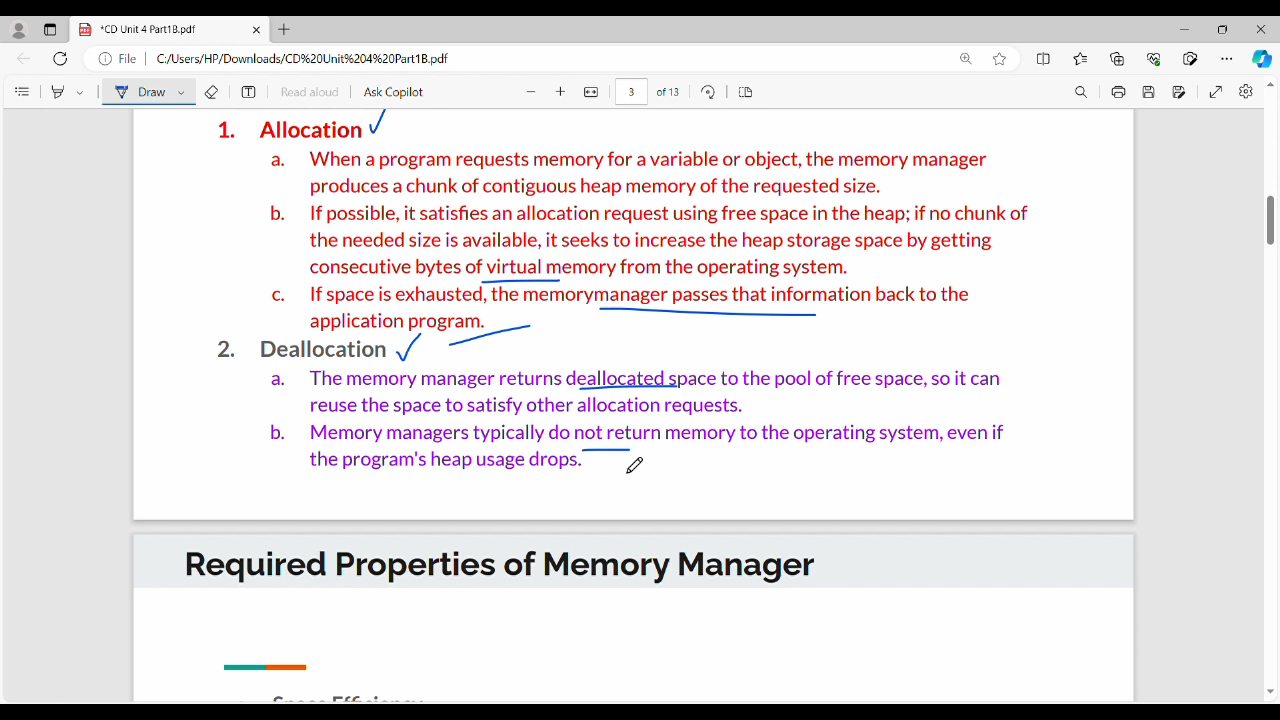 *CD Unit 4 Part1B.pdf
File C:/Users/HP/Downloads/CD%20Unit%204%20Part1B.pdf
Draw Read aloud Ask Copilot 3 of 13
1. Allocation
a. When a program requests memory for a variable or object, the memory manager
produces a chunk of contiguous heap memory of the requested size.
b. If possible, it satisfies an allocation request using free space in the heap; if no chunk of
the needed size is available, it seeks to increase the heap storage space by getting
consecutive bytes of virtual memory from the operating system.
c. If space is exhausted, the memorymanager passes that information back to the
application program.
2. Deallocation
a. The memory manager returns deallocated space to the pool of free space, so it can
reuse the space to satisfy other allocation requests.
b. Memory managers typically do not return memory to the operating system, even if
the program's heap usage drops.
Required Properties of Memory Manager
Space Efficiency